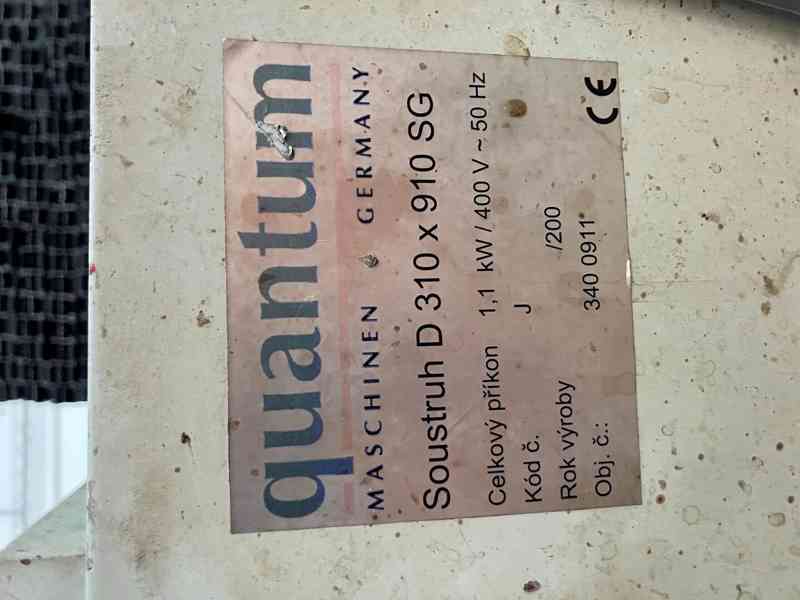 quantum
MASCHINEN GERMANY
Soustruh D 310 x 910 SG
Celkový příkon 1,1 kW / 400 V ~ 50 Hz
Kód č. J
Rok výroby /200
Obj. č.: 340 0911
CE